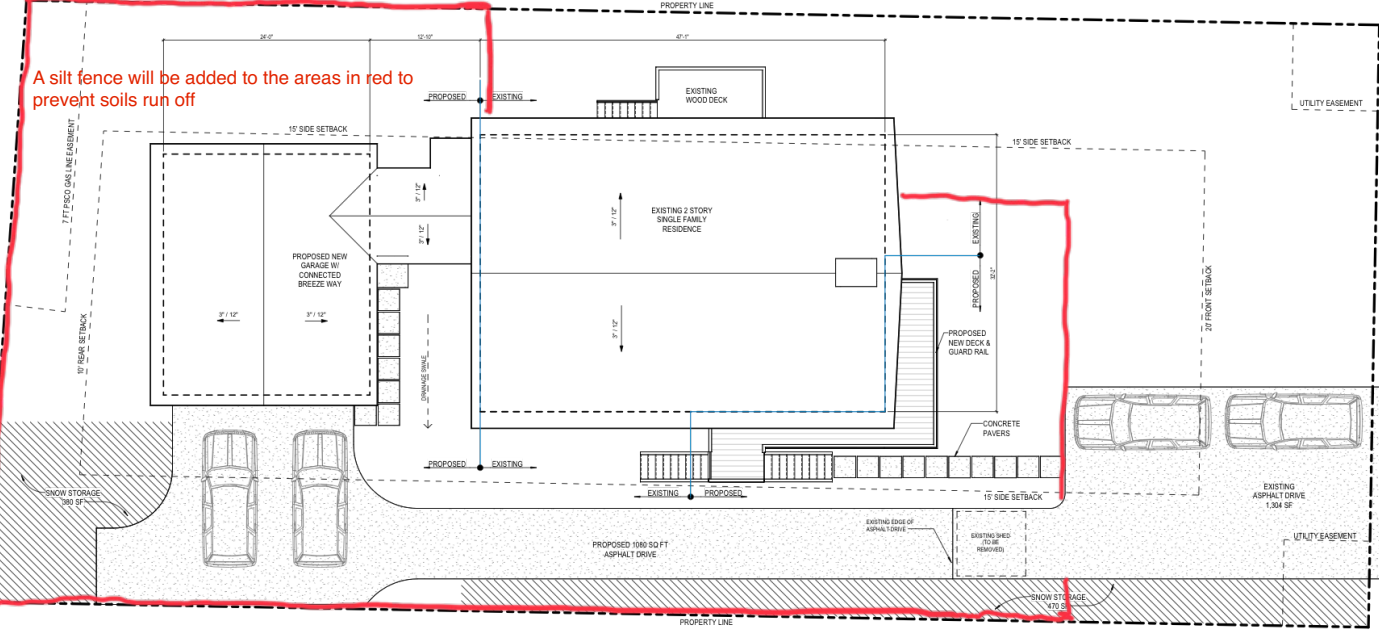 PROPERTY LINE
24'-0"
12'-10"
47'-1"
A silt fence will be added to the areas in red to
prevent soils run off
PROPOSED
EXISTING
EXISTING
WOOD DECK
UTILITY EASEMENT
15' SIDE SETBACK
15' SIDE SETBACK
7 FT PSCO GAS LINE EASEMENT
3" / 12"
3" / 12"
3" / 12"
EXISTING 2 STORY
SINGLE FAMILY
RESIDENCE
EXISTING
PROPOSED
32'-2"
20' FRONT SETBACK
PROPOSED NEW
GARAGE W/
CONNECTED
BREEZE WAY
3" / 12"
3" / 12"
3" / 12"
10' REAR SETBACK
DRAINAGE SWALE
PROPOSED
NEW DECK &
GUARD RAIL
CONCRETE
PAVERS
PROPOSED
EXISTING
EXISTING
PROPOSED
15' SIDE SETBACK
SNOW STORAGE
380 SF
EXISTING
ASPHALT DRIVE
1,304 SF
EXISTING EDGE OF
ASPHALT DRIVE
EXISTING SHED
(TO BE
REMOVED)
UTILITY EASEMENT
PROPOSED 1080 SQ FT
ASPHALT DRIVE
SNOW STORAGE
470 SF
PROPERTY LINE